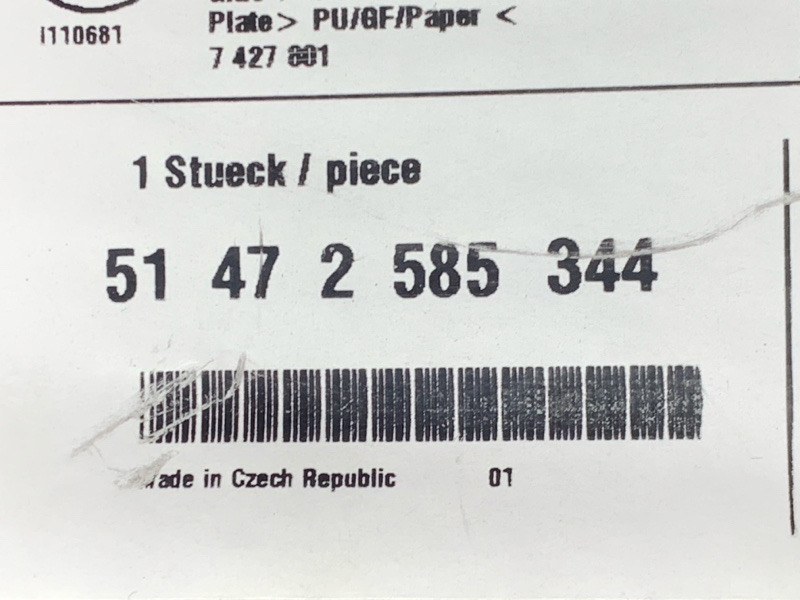 I110681
Plate> PU/GF/Paper <
7 427 801
1 Stueck / piece
51 47 2 585 344
Made in Czech Republic 01